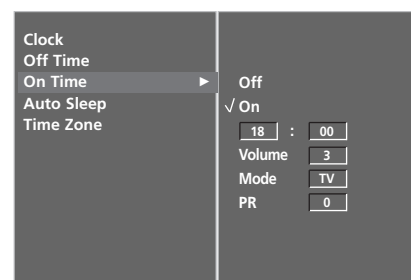 Clock
Off Time
On Time ►
Auto Sleep
Time Zone
Off
√ On
18 : 00
Volume 3
Mode TV
PR 0